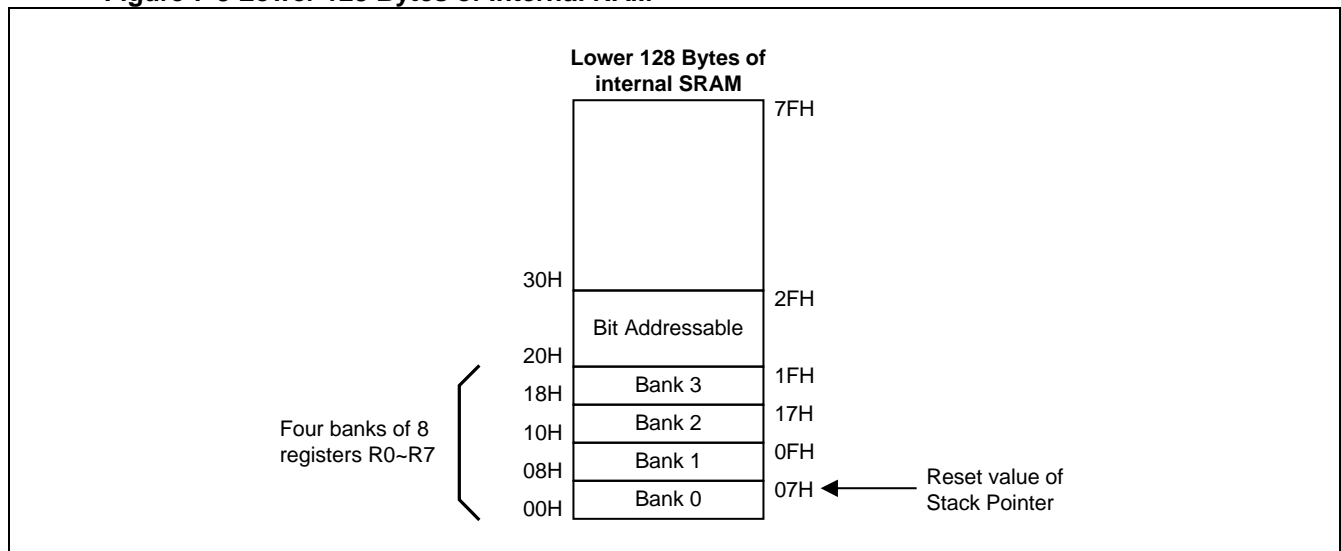 Lower 128 Bytes of
internal SRAM
7FH
30H
2FH
Bit Addressable
20H
1FH
Bank 3
18H
17H
Four banks of 8
registers R0~R7
Bank 2
10H
0FH
Bank 1
08H
07H
Reset value of
Stack Pointer
Bank 0
00H